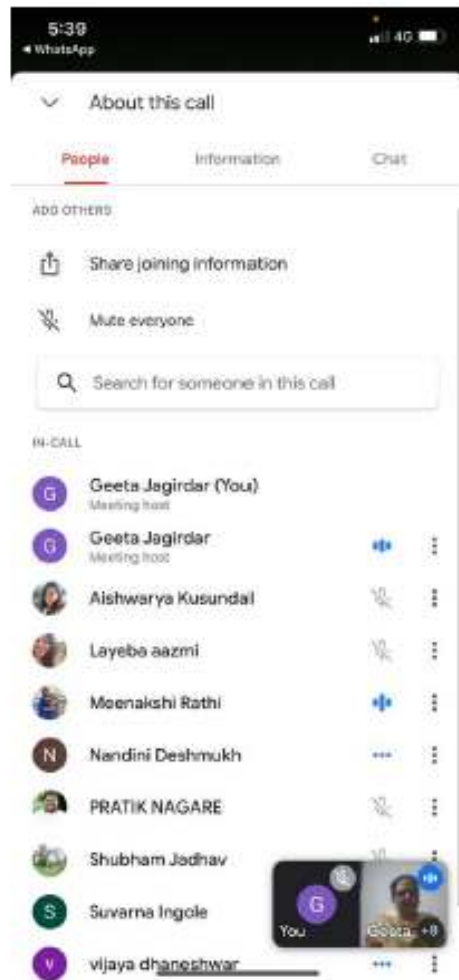 5:39
4G
◀ WhatsApp
About this call
People Information Chat
ADD OTHERS
Share joining information
Mute everyone
Search for someone in this call
IN-CALL
G Geeta Jagirdar (You)
Meeting host
G Geeta Jagirdar
Meeting host
Aishwarya Kusundal
Layeba aazmi
Meenakshi Rathi
N Nandini Deshmukh
PRATIK NAGARE
Shubham Jadhav
S Suvarna Ingole
G
You Geeta +8
v vijaya dhaneshwar